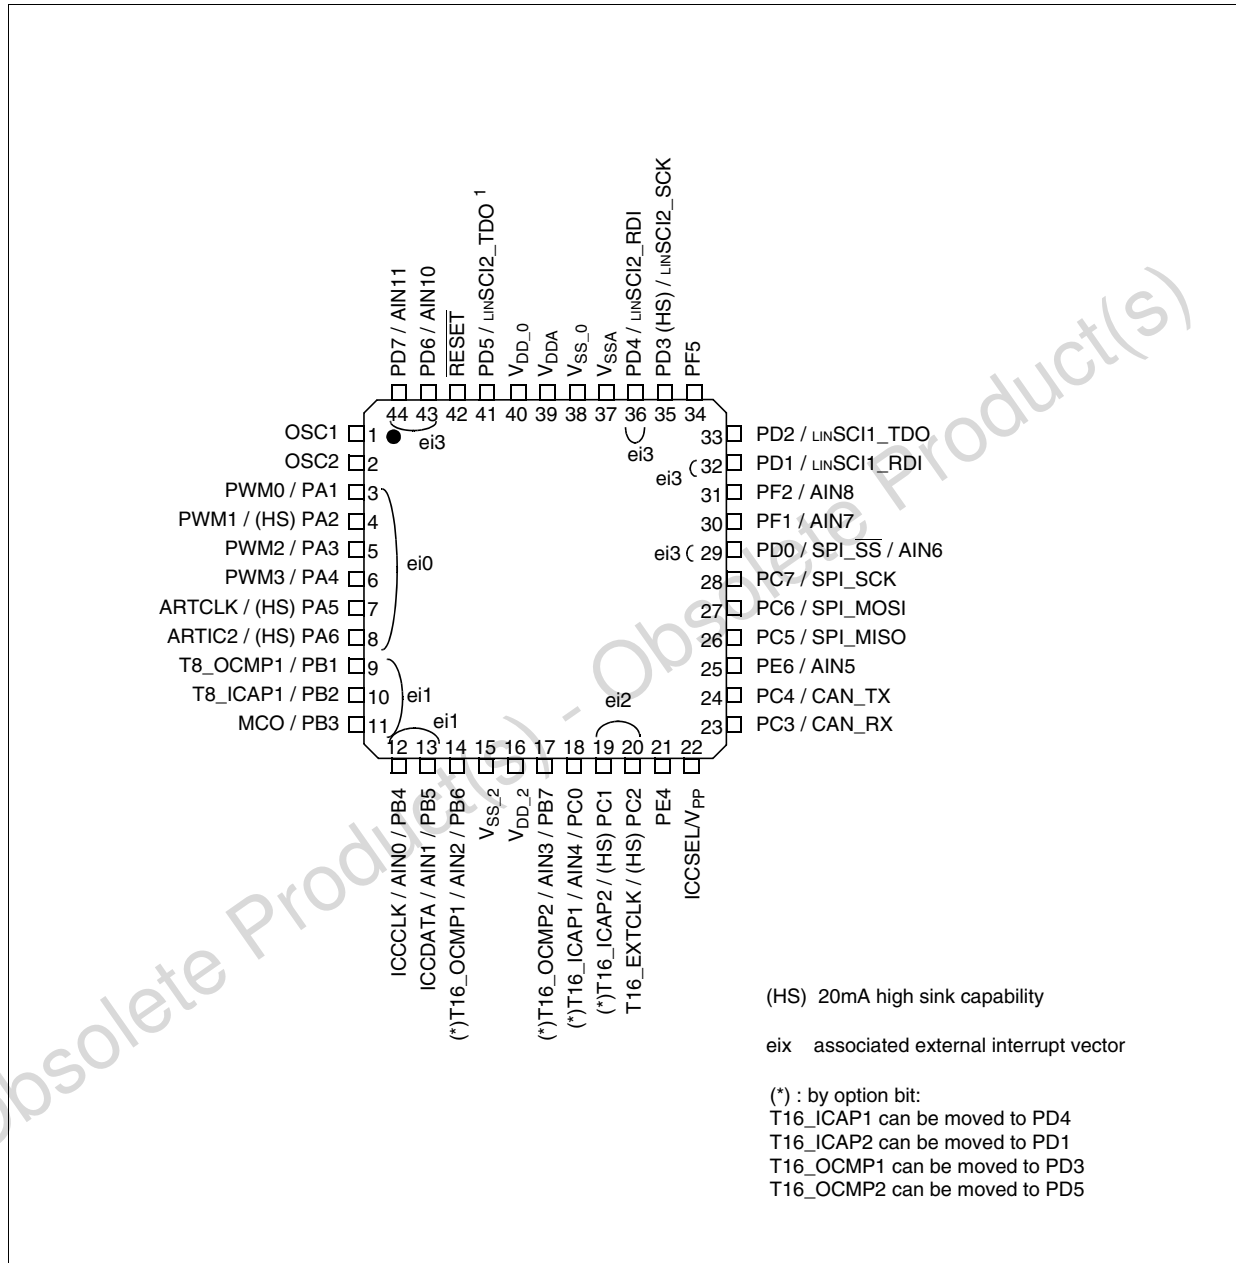 PD7 / AIN11
PD6 / AIN10
RESET
PD5 / LINSCI2_TDO 1
VDD_0
VDDA
VSS_0
VSSA
PD4 / LINSCI2_RDI
PD3 (HS) / LINSCI2_SCK
PF5
44 43 42 41 40 39 38 37 36 35 34
ei3
ei3
OSC1 1
OSC2 2
PWM0 / PA1 3
PWM1 / (HS) PA2 4
PWM2 / PA3 5
PWM3 / PA4 6
ARTCLK / (HS) PA5 7
ARTIC2 / (HS) PA6 8
T8_OCMP1 / PB1 9
T8_ICAP1 / PB2 10
MCO / PB3 11
ei0
ei1
ei1
ei2
33 PD2 / LINSCI1_TDO
ei3 32 PD1 / LINSCI1_RDI
31 PF2 / AIN8
30 PF1 / AIN7
ei3 29 PD0 / SPI_SS / AIN6
28 PC7 / SPI_SCK
27 PC6 / SPI_MOSI
26 PC5 / SPI_MISO
25 PE6 / AIN5
24 PC4 / CAN_TX
23 PC3 / CAN_RX
12 13 14 15 16 17 18 19 20 21 22
ICCCLK / AIN0 / PB4
ICCDATA / AIN1 / PB5
(*)T16_OCMP1 / AIN2 / PB6
VSS_2
VDD_2
(*)T16_OCMP2 / AIN3 / PB7
(*)T16_ICAP1 / AIN4 / PC0
(*)T16_ICAP2 / (HS) PC1
T16_EXTCLK / (HS) PC2
PE4
ICCSEL/VPP
(HS) 20mA high sink capability
eix associated external interrupt vector
(*) : by option bit:
T16_ICAP1 can be moved to PD4
T16_ICAP2 can be moved to PD1
T16_OCMP1 can be moved to PD3
T16_OCMP2 can be moved to PD5
Obsolete Product(s) - Obsolete Product(s)